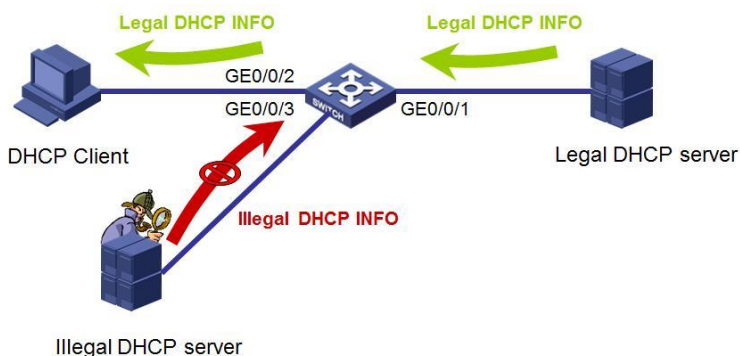 Legal DHCP INFO
Legal DHCP INFO
GE0/0/2
GE0/0/3
SWITCH
GE0/0/1
DHCP Client
Legal DHCP server
Illegal DHCP INFO
Illegal DHCP server